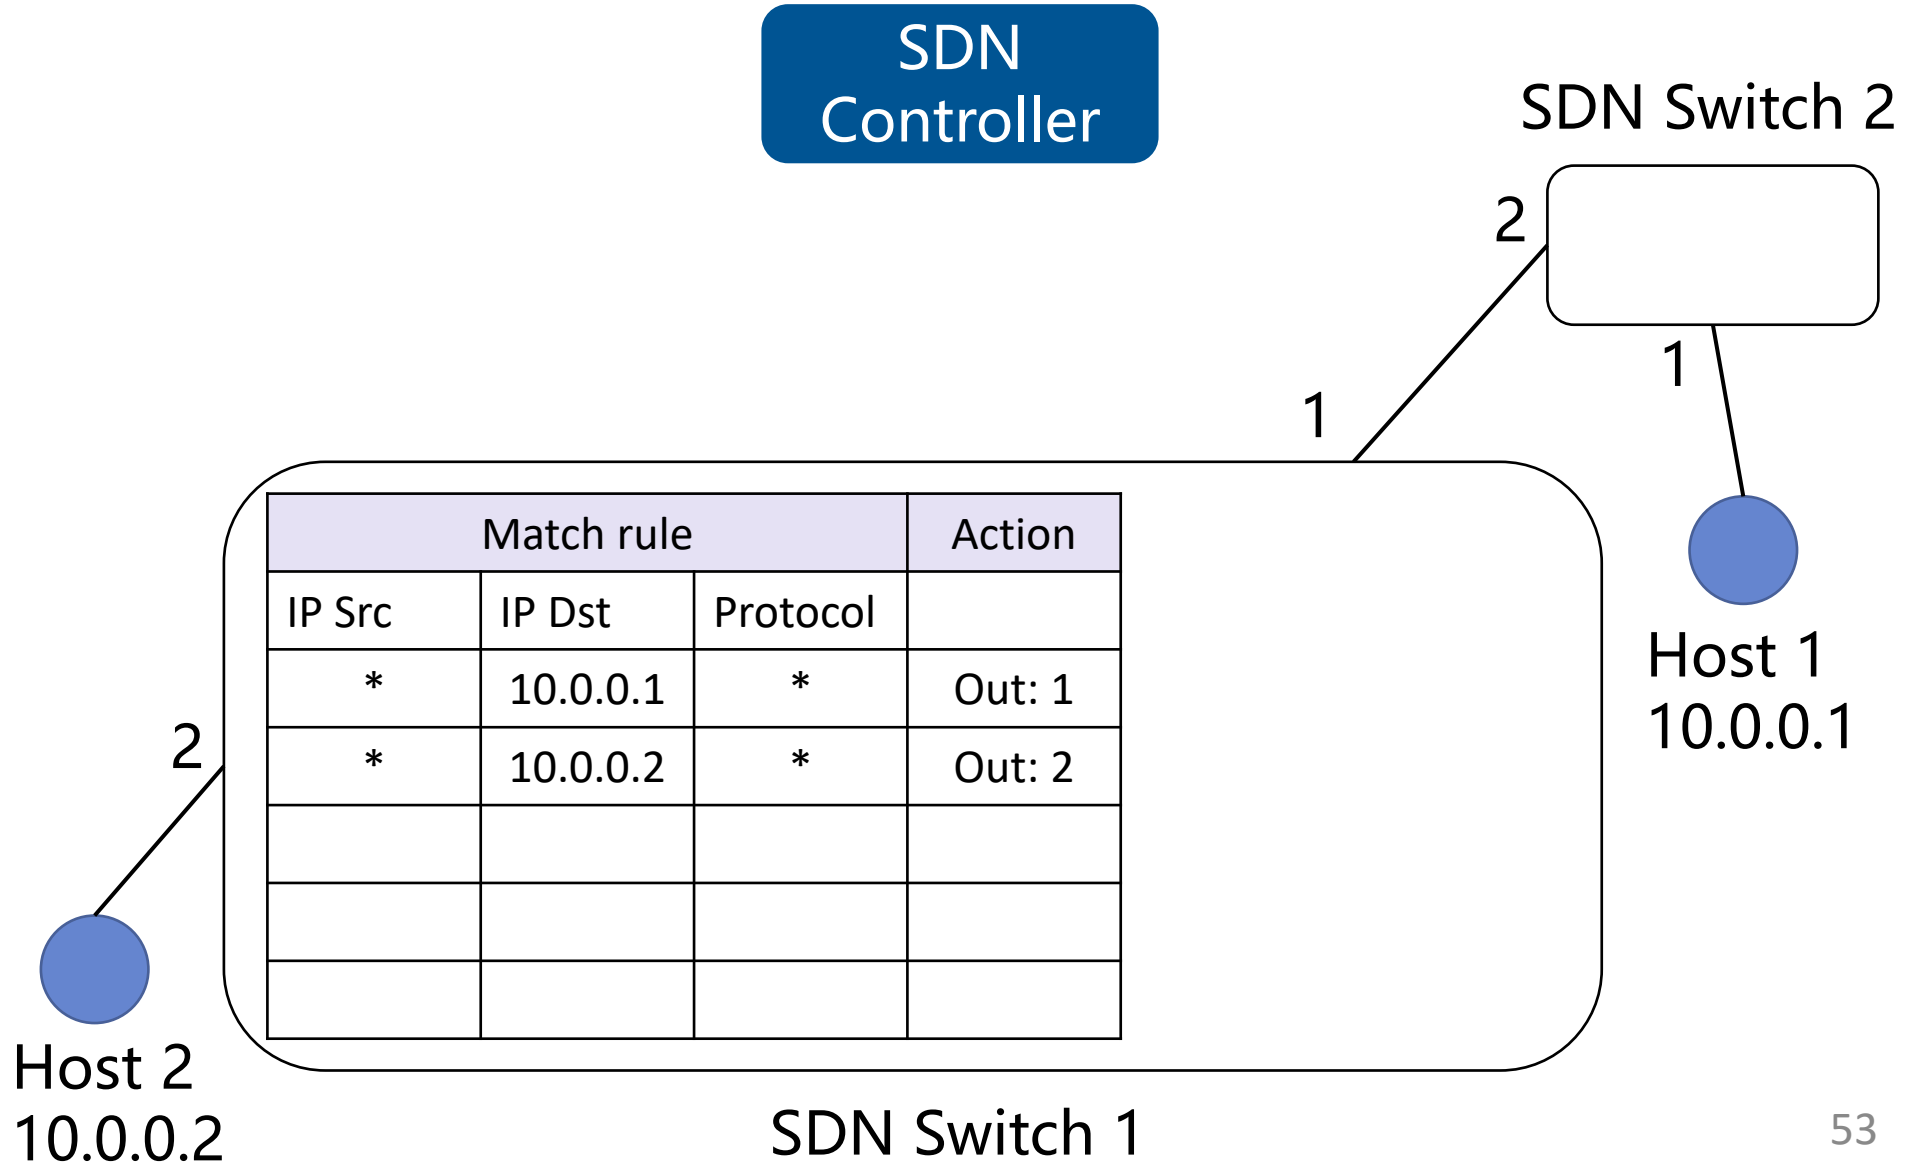 SDN
Controller
SDN Switch 2
2
1
1
Match rule Action
IP Src IP Dst Protocol
* 10.0.0.1 * Out: 1
* 10.0.0.2 * Out: 2
2
Host 1
10.0.0.1
Host 2
10.0.0.2
SDN Switch 1
53